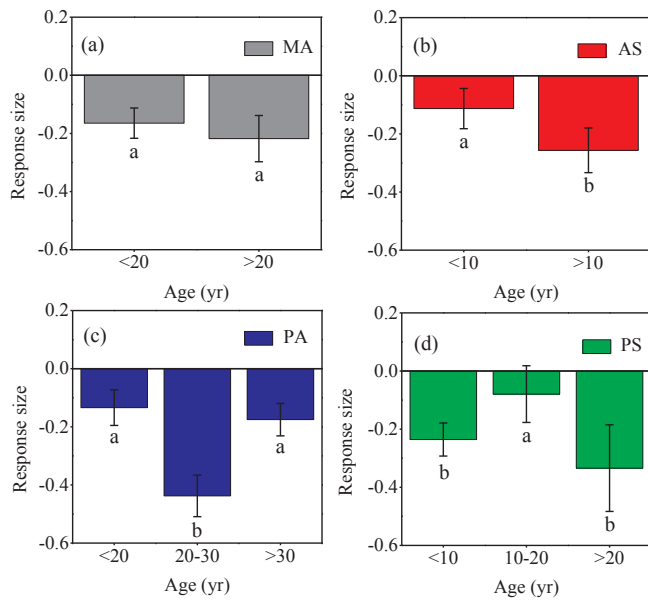 0.2
(a)
MA
0.0
-0.2
-0.4
-0.6
a
a
<20
>20
Response size
Age (yr)
0.2
(b)
AS
0.0
-0.2
-0.4
-0.6
a
b
<10
>10
Response size
Age (yr)
0.2
(c)
PA
0.0
-0.2
-0.4
-0.6
a
b
a
<20
20-30
>30
Response size
Age (yr)
0.2
(d)
PS
0.0
-0.2
-0.4
-0.6
b
a
b
<10
10-20
>20
Response size
Age (yr)